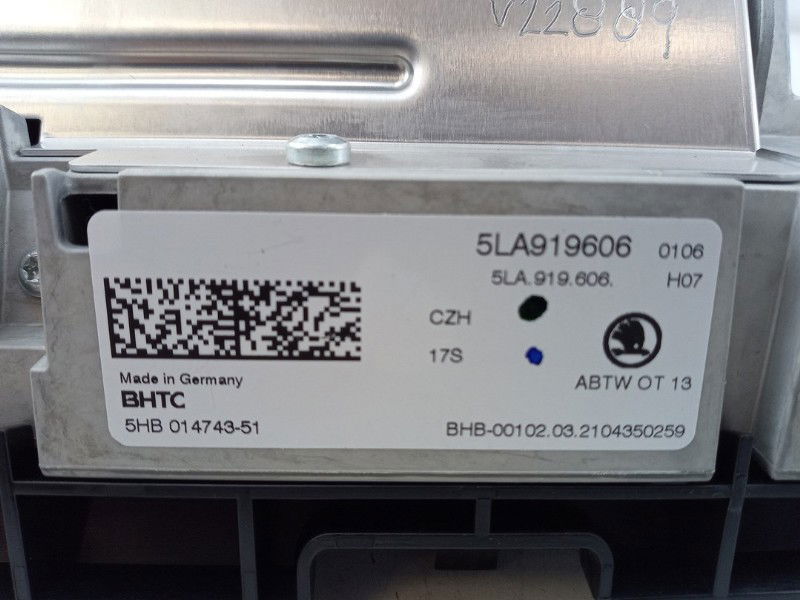 V22889
5LA919606 0106
5LA.919.606. H07
CZH
17S
Made in Germany
BHTC
ABTW OT 13
5HB 014743-51
BHB-00102.03.2104350259